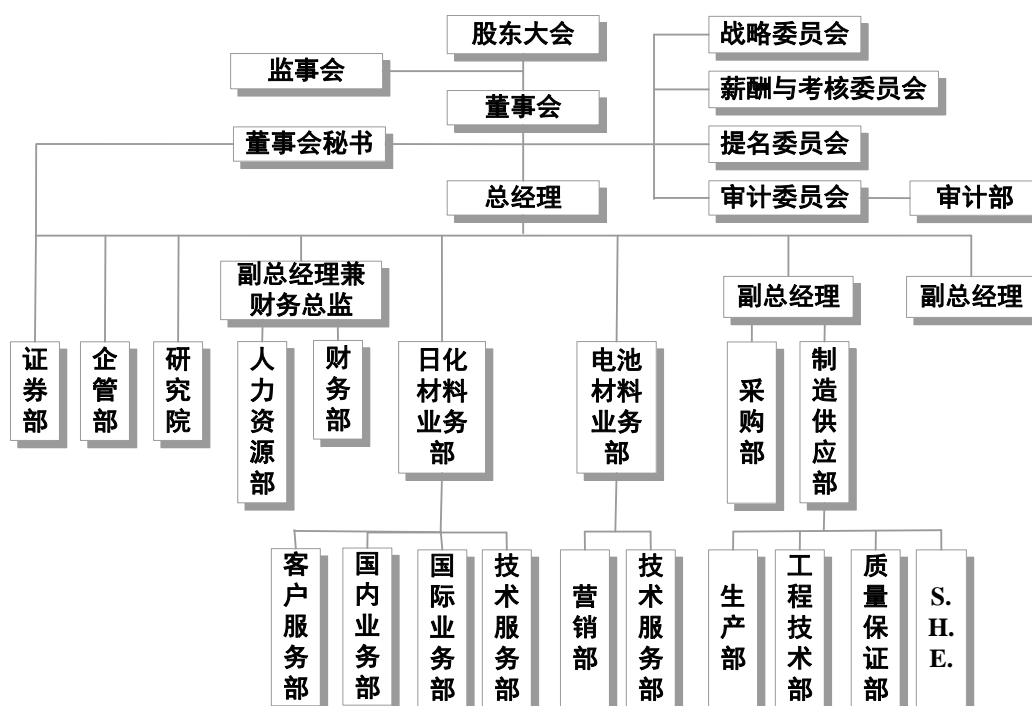 股东大会
战略委员会
监事会
薪酬与考核委员会
董事会
董事会秘书
提名委员会
总经理
审计委员会
审计部
副总经理兼
财务总监
副总经理
副总经理
证券部
企管部
研究院
人力资源部
财务部
日化
材料
业务
部
电池
材料
业务
部
采购部
制造供应部
客户服务部
国内业务部
国际业务部
技术服务部
营销部
技术服务部
生产部
工程技术部
质量保证部
S.
H.
E.